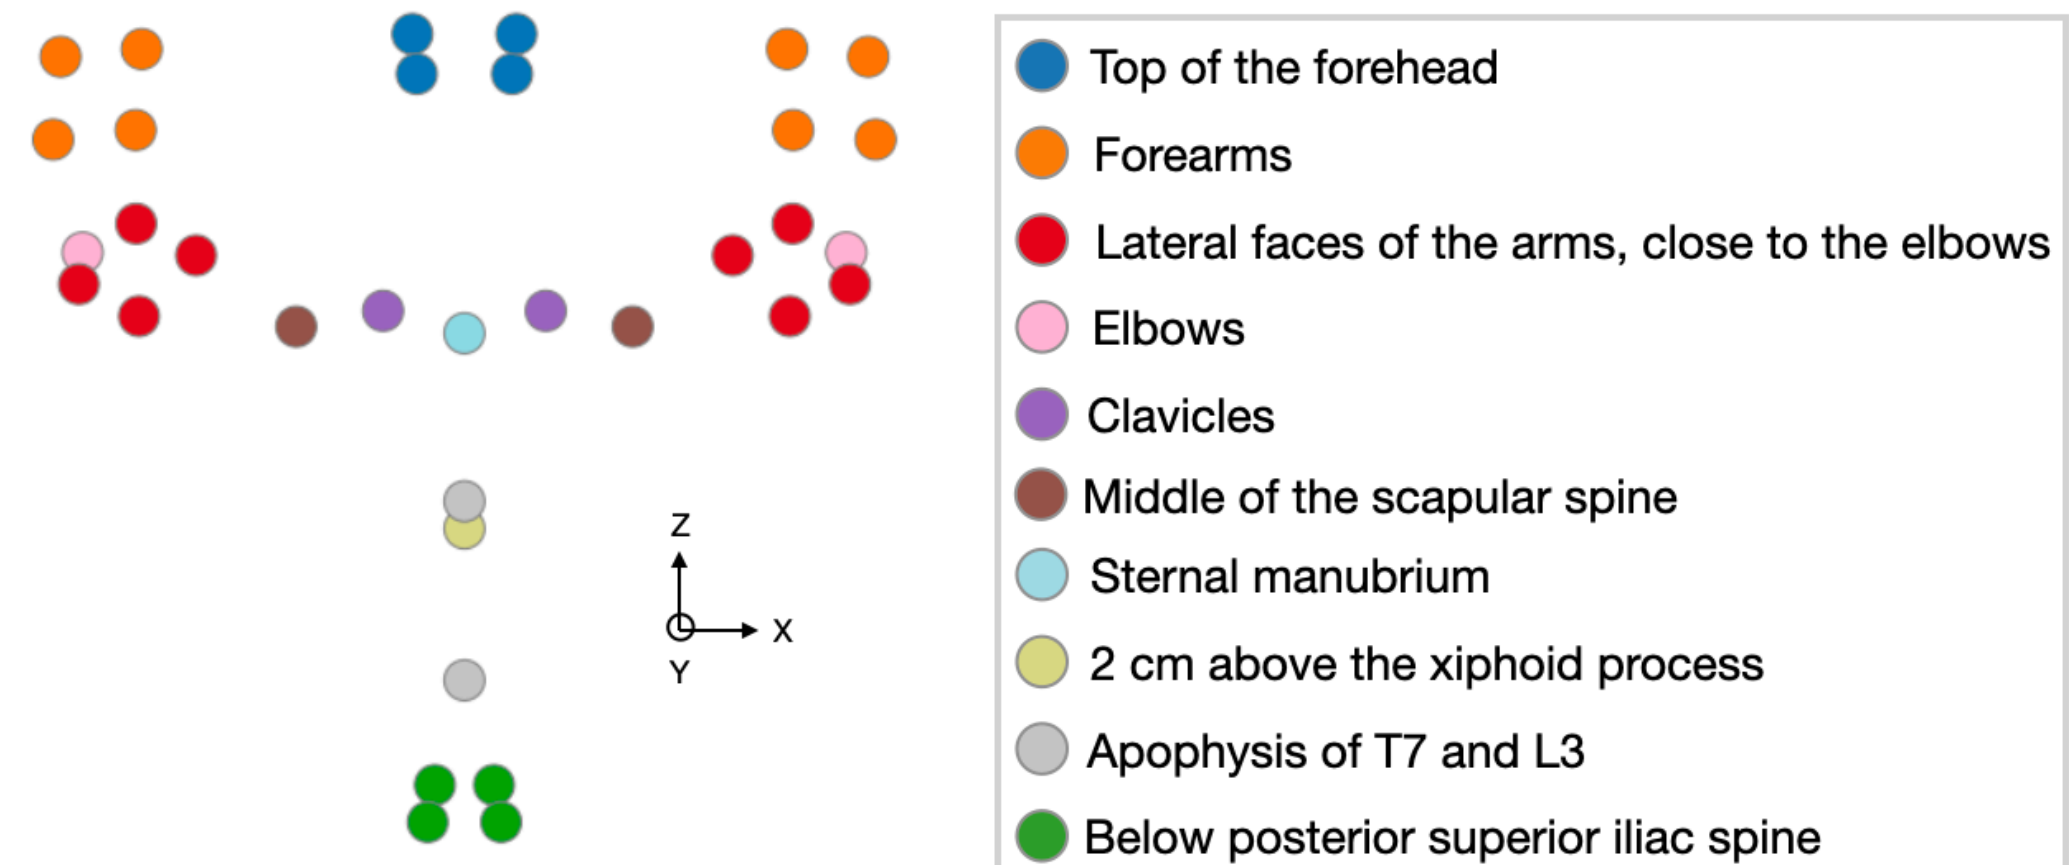 Top of the forehead
Forearms
Lateral faces of the arms, close to the elbows
Elbows
Clavicles
Middle of the scapular spine
Sternal manubrium
2 cm above the xiphoid process
Apophysis of T7 and L3
Below posterior superior iliac spine
Z
X
Y